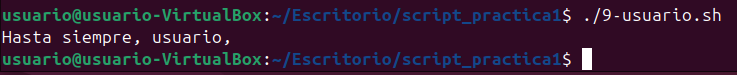 usuario@usuario-VirtualBox:~/Escritorio/script_practica1$ ./9-usuario.sh
Hasta siempre, usuario,
usuario@usuario-VirtualBox:~/Escritorio/script_practica1$